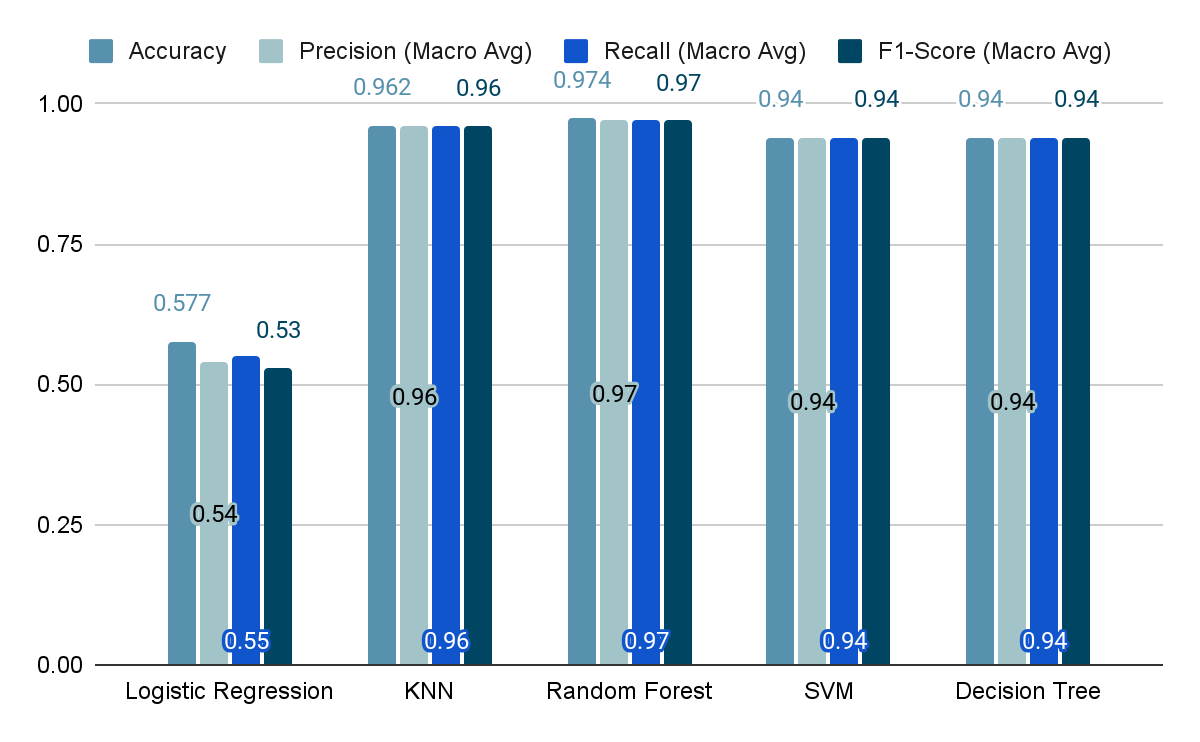 Accuracy Precision (Macro Avg) Recall (Macro Avg) F1-Score (Macro Avg)
0.962 0.96 0.974 0.97 0.94 0.94 0.94 0.94
1.00
0.75
0.577 0.53
0.50
0.96 0.97 0.94 0.94
0.54
0.25
0.55 0.96 0.97 0.94 0.94
0.00
Logistic Regression KNN Random Forest SVM Decision Tree